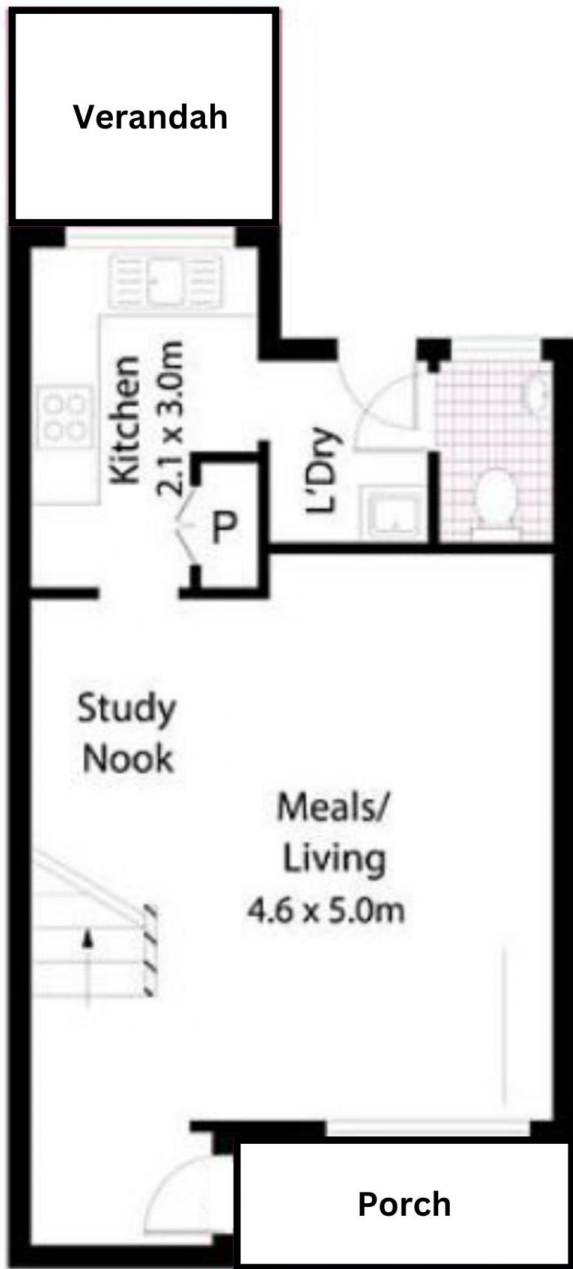 Verandah
Kitchen
2.1 x 3.0m
P
L'Dry
Study
Nook
Meals/
Living
4.6 x 5.0m
Porch